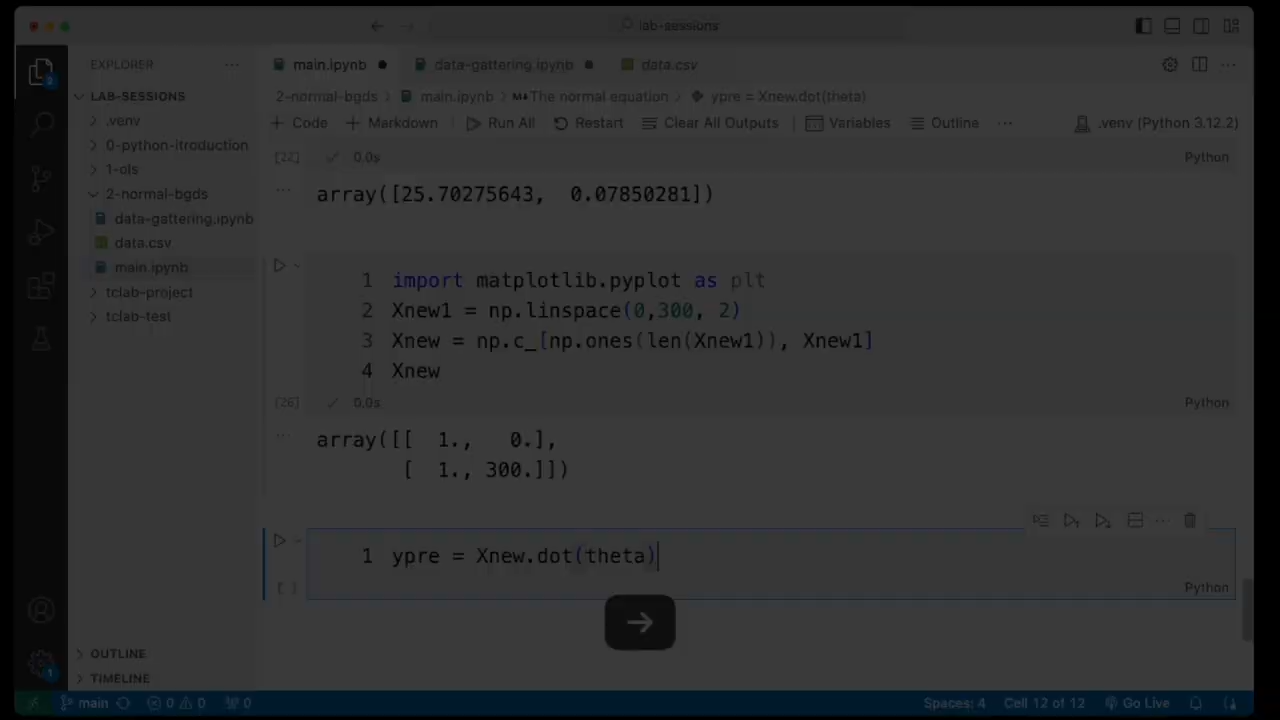 lab-sessions
EXPLORER
main.ipynb
data-gattering.ipynb
data.csv
LAB-SESSIONS
2-normal-bgds > main.ipynb > M↓The normal equation > ypre = Xnew.dot(theta)
.venv
+ Code + Markdown Run All Restart Clear All Outputs Variables Outline ... .venv (Python 3.12.2)
0-python-itroduction
1-ols
2-normal-bgds
data-gattering.ipynb
data.csv
main.ipynb
tclab-project
tclab-test
[22] 0.0s Python
array([25.70275643, 0.07850281])
1 import matplotlib.pyplot as plt
2 Xnew1 = np.linspace(0,300, 2)
3 Xnew = np.c_[np.ones(len(Xnew1)), Xnew1]
4 Xnew
[26] 0.0s Python
array([[ 1., 0.],
[ 1., 300.]])
1 ypre = Xnew.dot(theta)
[ ] Python
→
OUTLINE
TIMELINE
main 0 0 0 Spaces: 4 Cell 12 of 12 Go Live